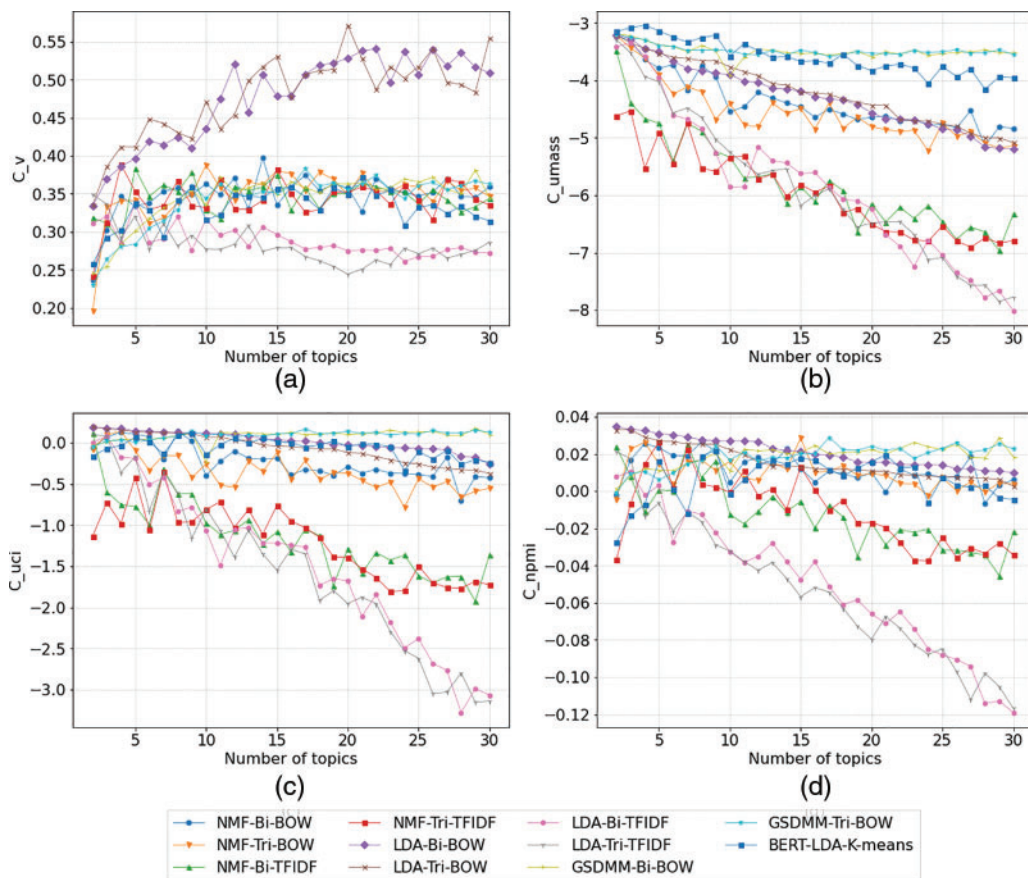 C_v
0.55
0.50
0.45
0.40
0.35
0.30
0.25
0.20
5 10 15 20 25 30
Number of topics
(a)
C_umass
−3
−4
−5
−6
−7
−8
5 10 15 20 25 30
Number of topics
(b)
C_uci
0.0
−0.5
−1.0
−1.5
−2.0
−2.5
−3.0
5 10 15 20 25 30
Number of topics
(c)
C_npmi
0.04
0.02
0.00
−0.02
−0.04
−0.06
−0.08
−0.10
−0.12
5 10 15 20 25 30
Number of topics
(d)
NMF-Bi-BOW NMF-Tri-TFIDF LDA-Bi-TFIDF GSDMM-Tri-BOW
NMF-Tri-BOW LDA-Bi-BOW LDA-Tri-TFIDF BERT-LDA-K-means
NMF-Bi-TFIDF LDA-Tri-BOW GSDMM-Bi-BOW